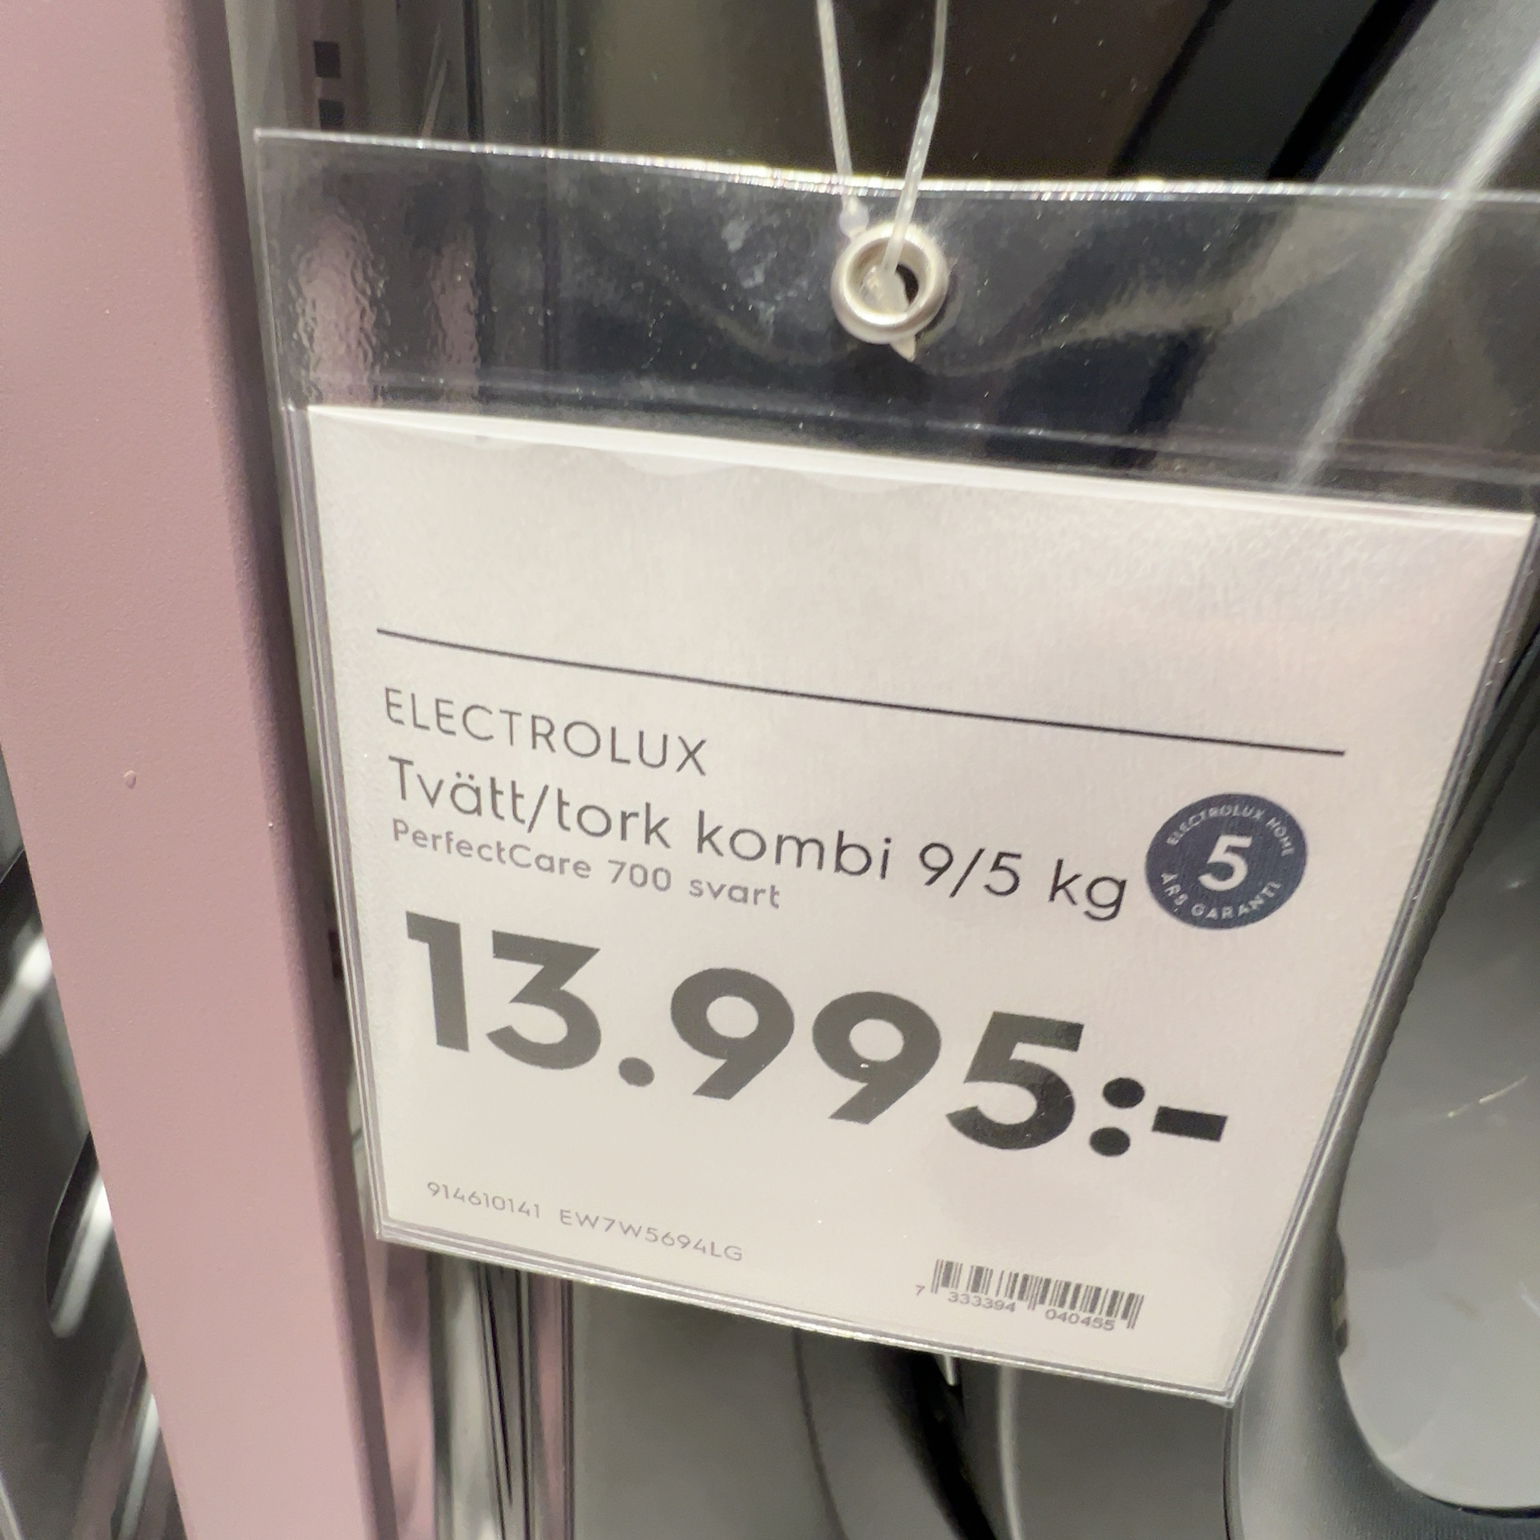 ELECTROLUX
Tvätt/tork kombi 9/5 kg
PerfectCare 700 svart
ELECTROLUX HOME
5
ÅRS GARANTI
13.995:-
914610141 EW7W5694LG
7 333394 040455